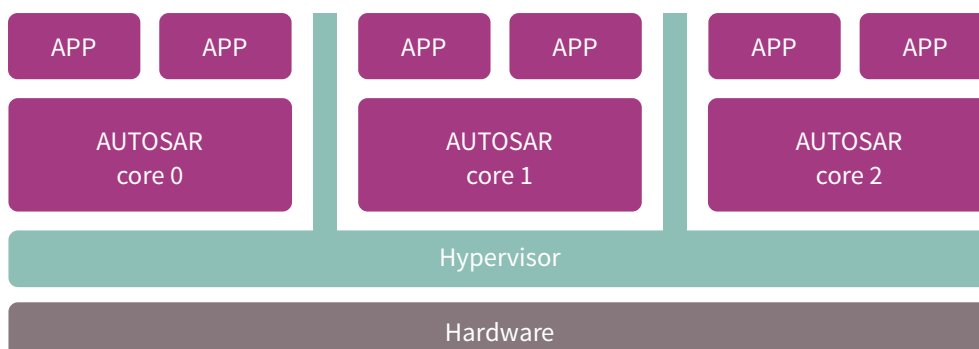 APP APP APP APP APP APP
AUTOSAR AUTOSAR AUTOSAR
core 0 core 1 core 2
Hypervisor
Hardware